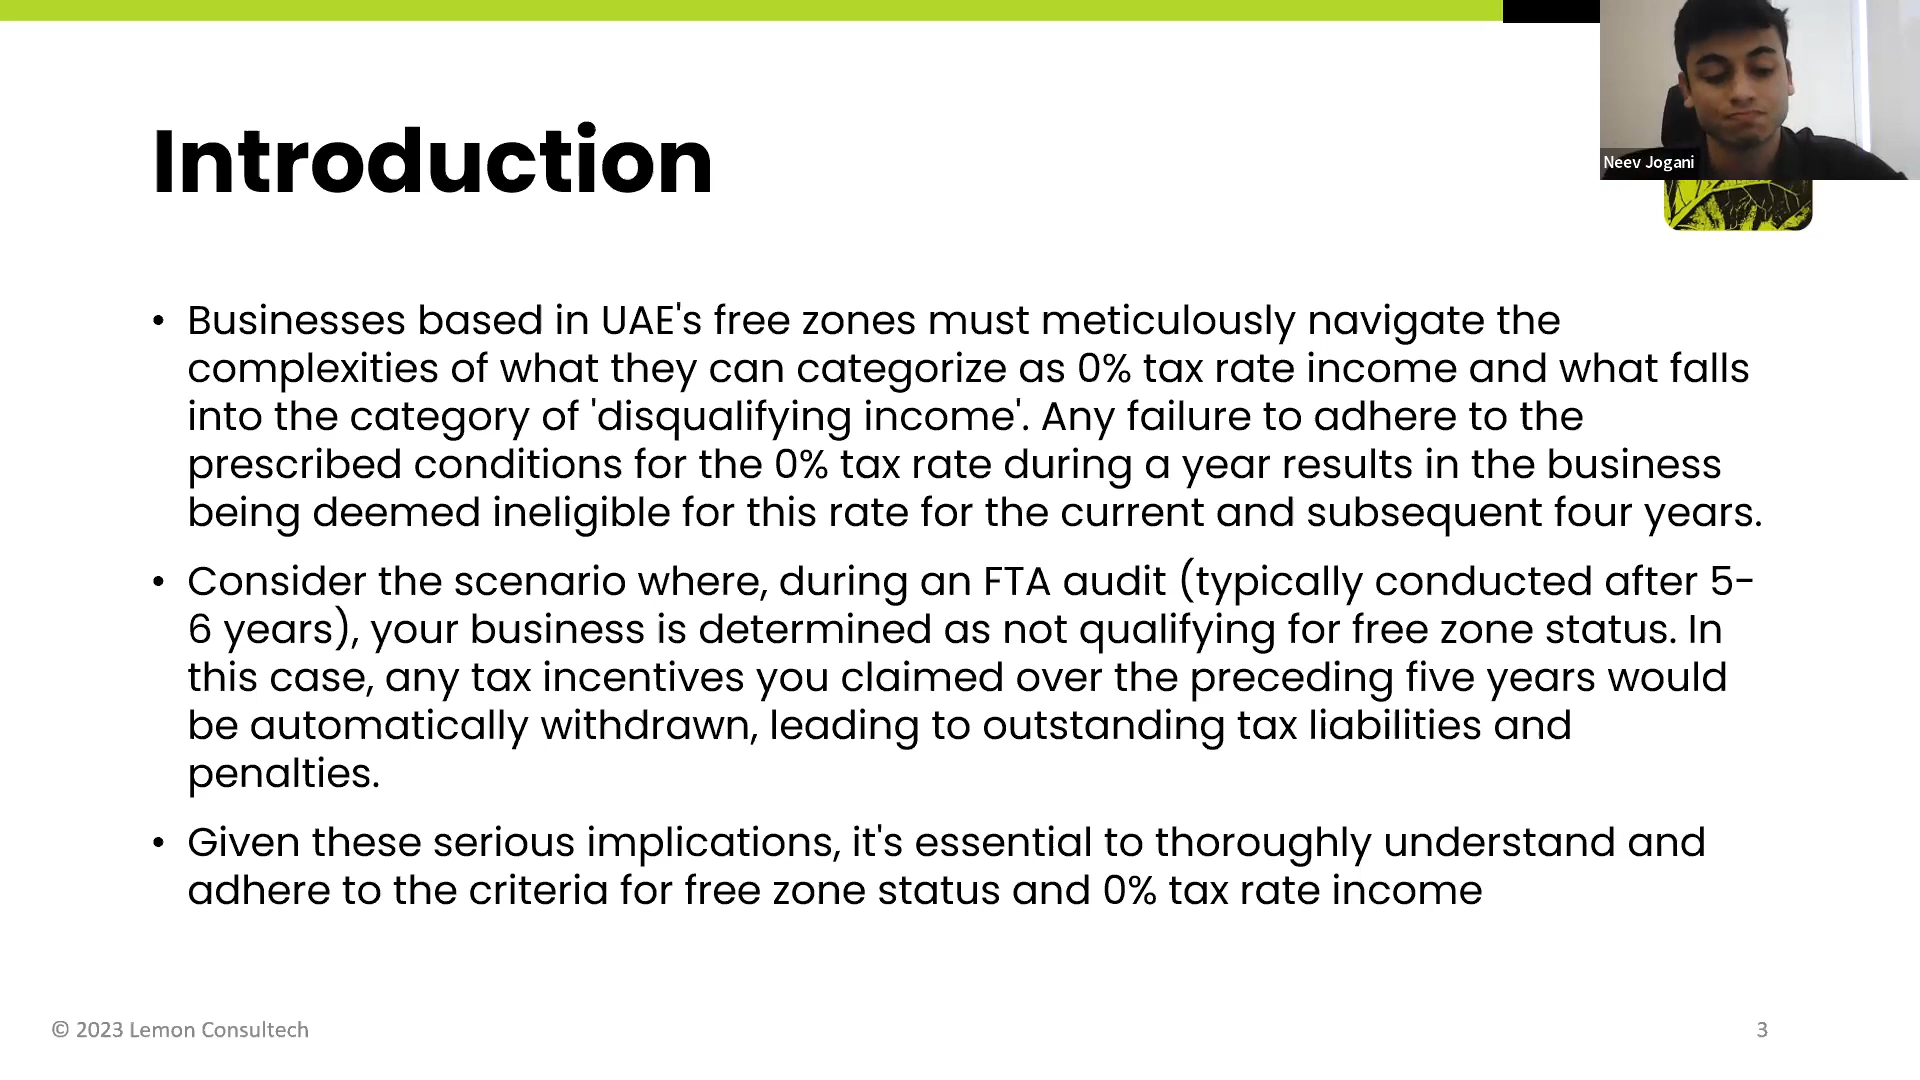 Introduction
Neev Jogani
• Businesses based in UAE's free zones must meticulously navigate the
complexities of what they can categorize as 0% tax rate income and what falls
into the category of 'disqualifying income'. Any failure to adhere to the
prescribed conditions for the 0% tax rate during a year results in the business
being deemed ineligible for this rate for the current and subsequent four years.
• Consider the scenario where, during an FTA audit (typically conducted after 5-
6 years), your business is determined as not qualifying for free zone status. In
this case, any tax incentives you claimed over the preceding five years would
be automatically withdrawn, leading to outstanding tax liabilities and
penalties.
• Given these serious implications, it's essential to thoroughly understand and
adhere to the criteria for free zone status and 0% tax rate income
© 2023 Lemon Consultech
3